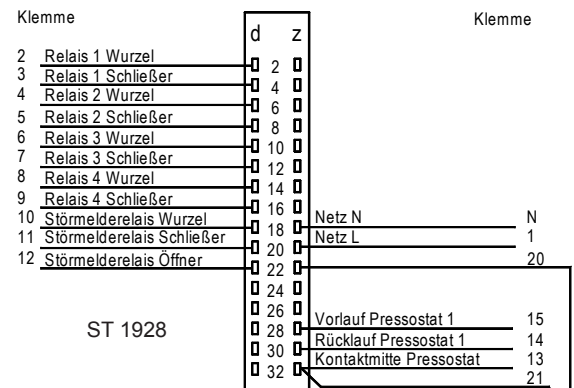 Klemme
Klemme
d z
2 Relais 1 Wurzel
3 Relais 1 Schließer
4 Relais 2 Wurzel
5 Relais 2 Schließer
6 Relais 3 Wurzel
7 Relais 3 Schließer
8 Relais 4 Wurzel
9 Relais 4 Schließer
10 Störmelderelais Wurzel
11 Störmelderelais Schließer
12 Störmelderelais Öffner
2
4
6
8
10
12
14
16
18
20
22
24
26
28
30
32
Netz N N
Netz L 1
20
Vorlauf Pressostat 1 15
Rücklauf Pressostat 1 14
Kontaktmitte Pressostat 13
21
ST 1928